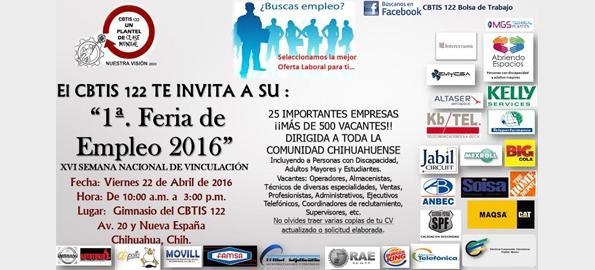 CBTIS 122
UN
PLANTEL
DE CLASE
MUNDIAL
NUESTRA VISIÓN
¿Buscas empleo?
Seleccionamos la mejor
Oferta Laboral para ti...
Búscanos en
Facebook
CBTIS 122 Bolsa de Trabajo
El CBTIS 122 TE INVITA A SU :
“1ª. Feria de
Empleo 2016”
XVI SEMANA NACIONAL DE VINCULACIÓN
Fecha: Viernes 22 de Abril de 2016
Hora: De 10:00 a.m. a 3:00 p.m.
Lugar: Gimnasio del CBTIS 122
Av. 20 y Nueva España
Chihuahua, Chih.
25 IMPORTANTES EMPRESAS
¡¡MÁS DE 500 VACANTES!!
DIRIGIDA A TODA LA
COMUNIDAD CHIHUAHUENSE
Incluyendo a Personas con Discapacidad,
Adultos Mayores y Estudiantes.
Vacantes: Operadores, Almacenistas,
Técnicos de diversas especialidades, Ventas,
Profesionistas, Administrativos, Ejecutivos
Telefónicos, Coordinadores de reclutamiento,
Supervisores, etc.
No olvides traer varias copias de tu CV
actualizado o solicitud elaborada.
MGS
Interceramic
Abriendo
Espacios
ALTASER
KELLY
SERVICES
Kb/TEL
Teleperformance
Jabil
CIRCUIT
MEXROLL
BIG
COLA
ANBEC
Soisa
SPF
MAQSA
CAT
NISSAN
MOVILL
FAMSA
RAE
BURGER
KING
Telefónica